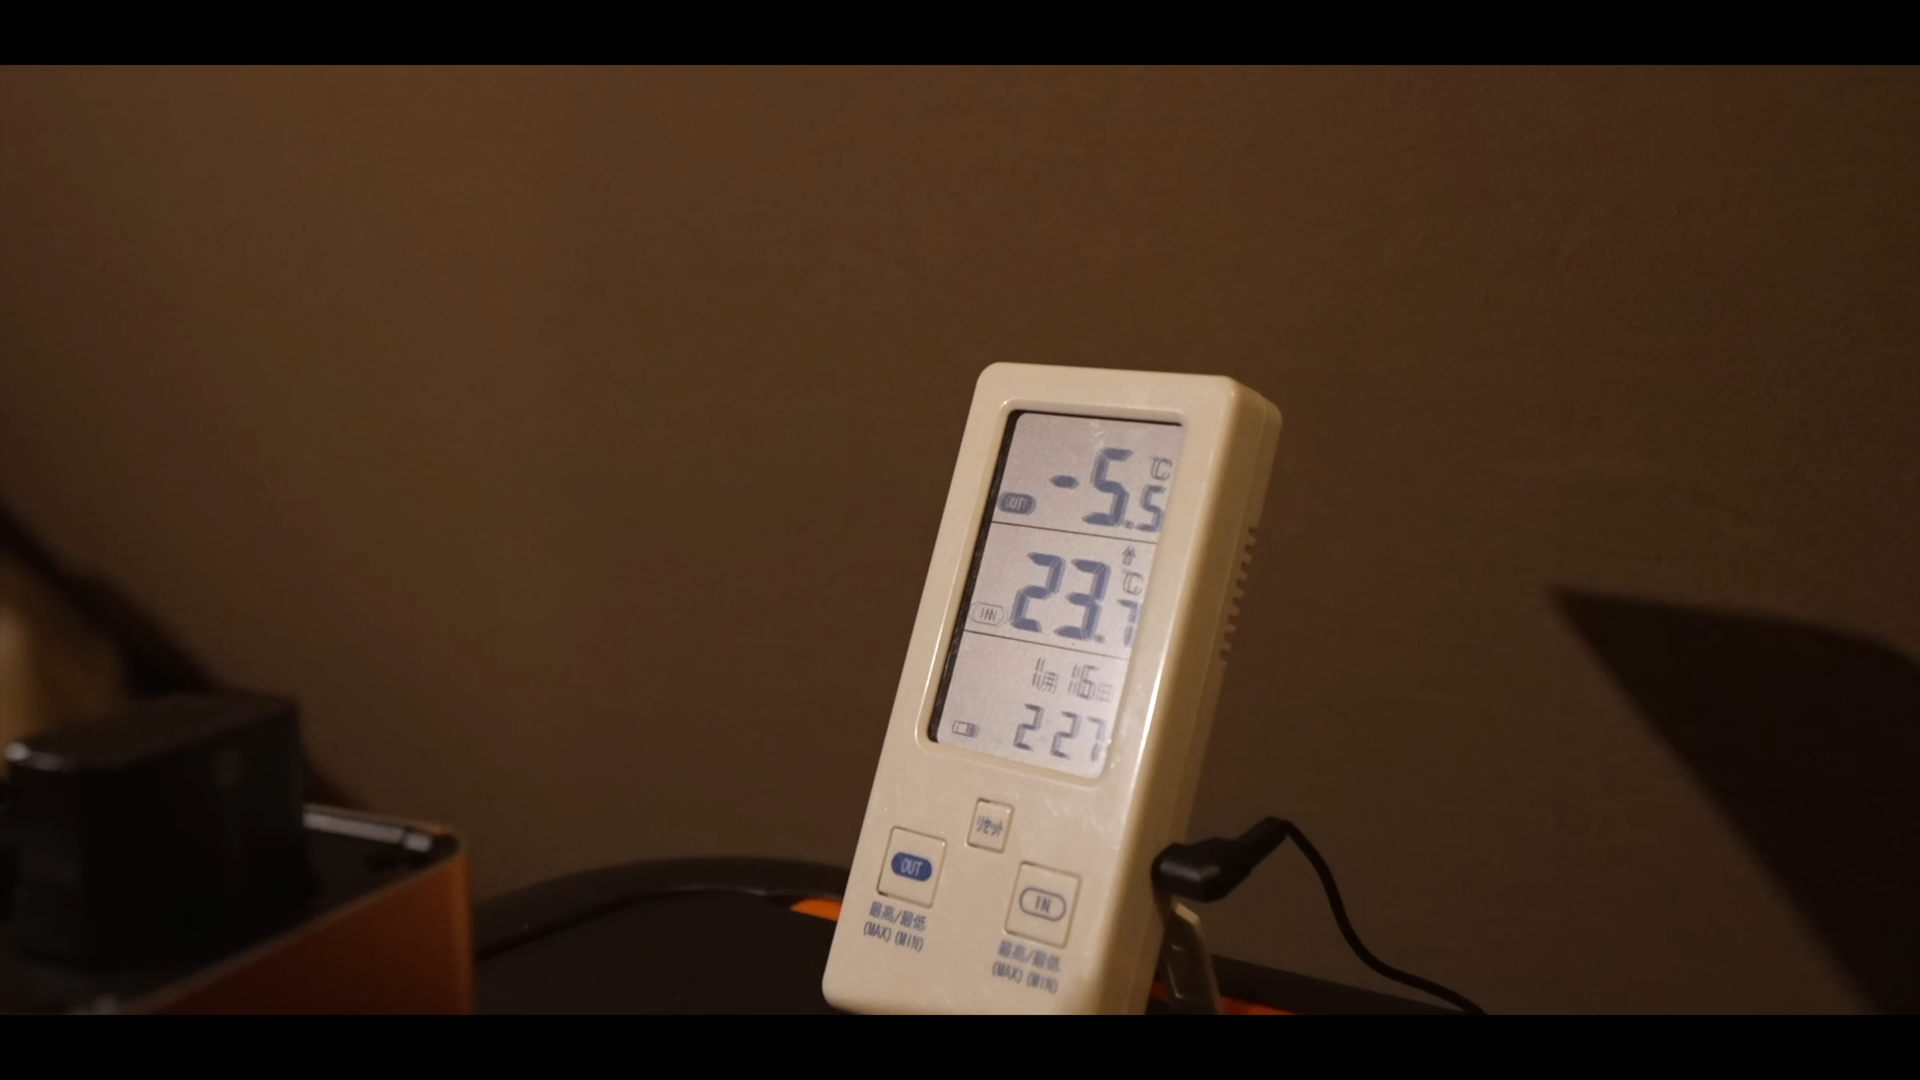 -5.5 ℃
OUT
23.7 ℃
IN
1月 16日
2 27
リセット
OUT
最高/最低
(MAX) (MIN)
IN
最高/最低
(MAX) (MIN)